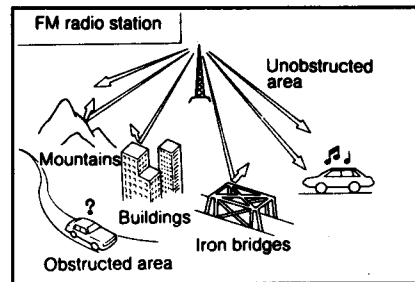 FM radio station
Unobstructed
area
Mountains
Buildings
?
Iron bridges
Obstructed area